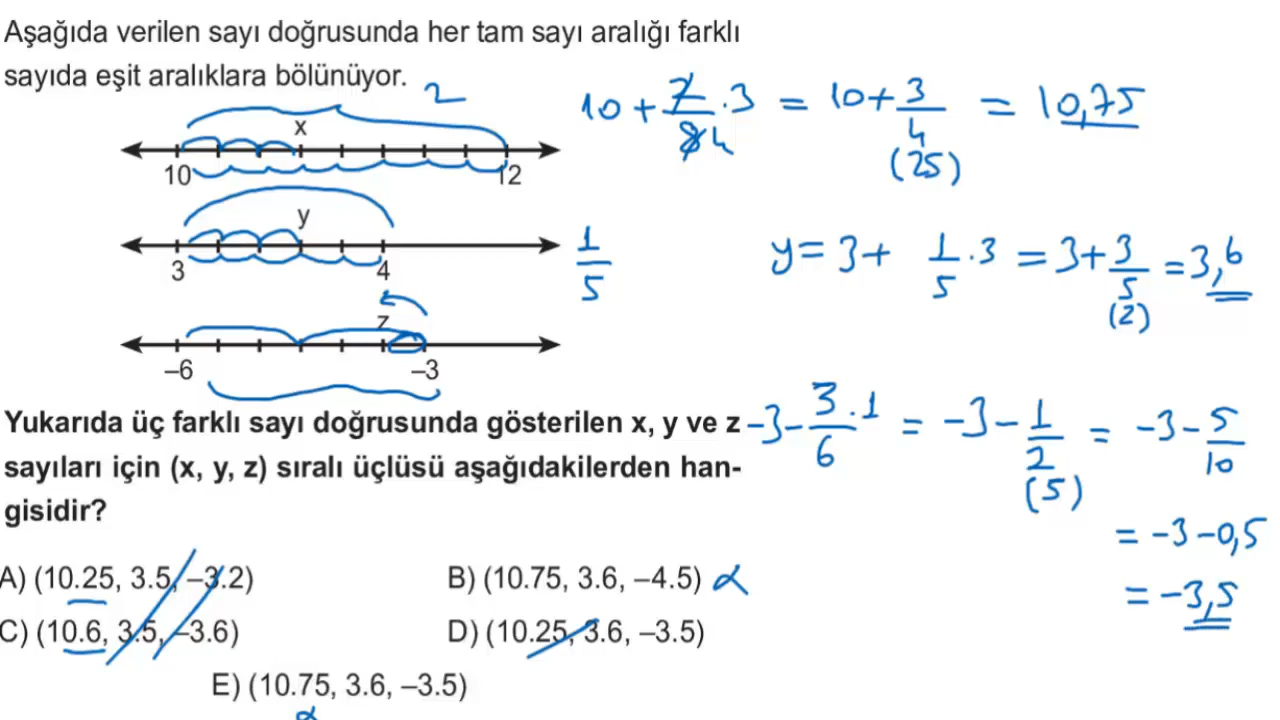 Aşağıda verilen sayı doğrusunda her tam sayı aralığı farklı
sayıda eşit aralıklara bölünüyor.
2
x
10 12
10 + 2/84 . 3 = 10 + 3/4 = 10,75
(25)
y
3 4
1/5
y = 3 + 1/5 . 3 = 3 + 3/5 = 3,6
(2)
z
–6 –3
Yukarıda üç farklı sayı doğrusunda gösterilen x, y ve z
sayıları için (x, y, z) sıralı üçlüsü aşağıdakilerden han-
gisidir?
-3 - 3/6 . 1 = -3 - 1/2 = -3 - 5/10
(5)
= -3 - 0,5
= -3,5
A) (10.25, 3.5, –3.2) B) (10.75, 3.6, –4.5)
C) (10.6, 3.5, –3.6) D) (10.25, 3.6, –3.5)
E) (10.75, 3.6, –3.5)